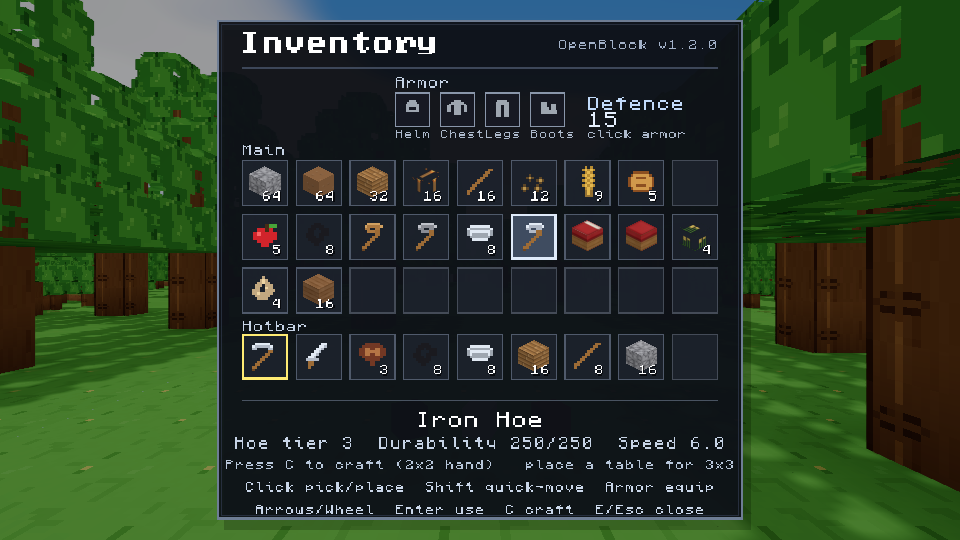 Inventory
OpenBlock v1.2.0
Armor
Defence
15
Helm Chest Legs Boots click armor
Main
64 64 32 16 16 12 9 5
5 8 8 4
4 16
Hotbar
3 8 8 16 8 16
Iron Hoe
Hoe tier 3 Durability 250/250 Speed 6.0
Press C to craft (2x2 hand) place a table for 3x3
Click pick/place Shift quick-move Armor equip
Arrows/Wheel Enter use C craft E/Esc close